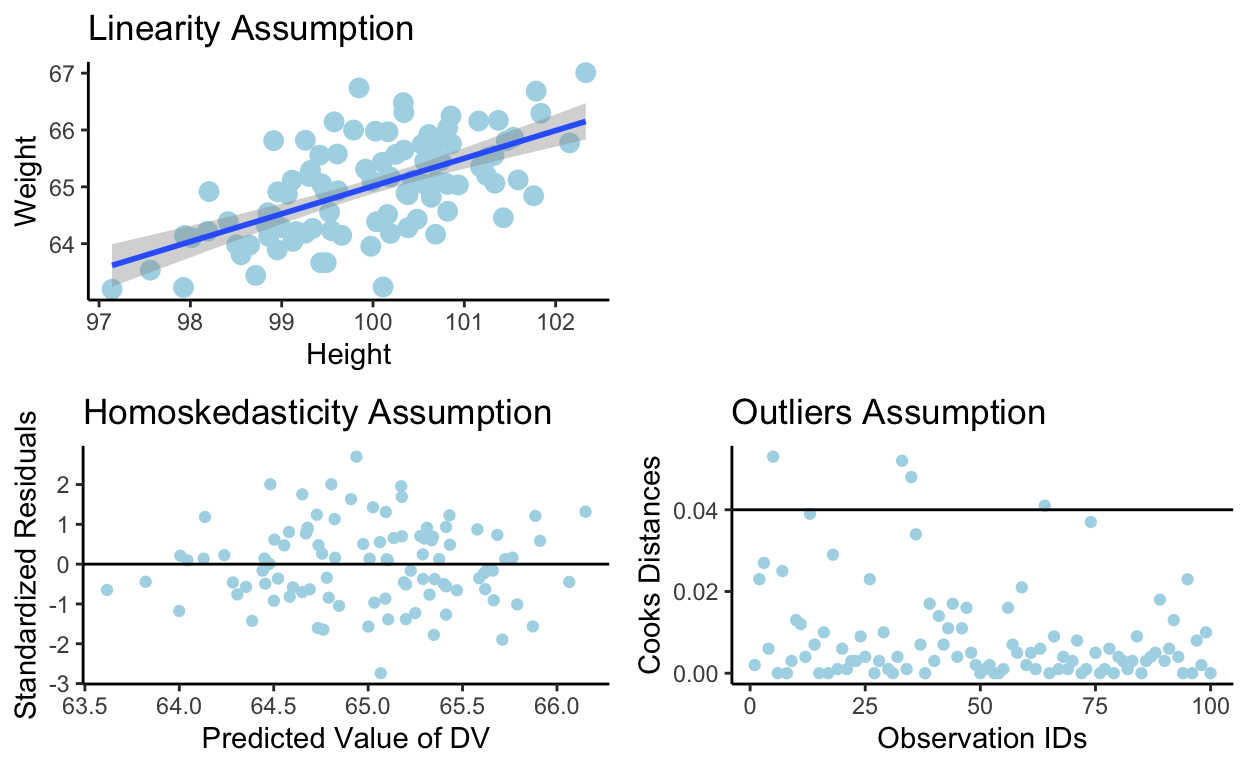 Linearity Assumption
Weight
67
66
65
64
97 98 99 100 101 102
Height
Homoskedasticity Assumption
Standardized Residuals
2
1
0
-1
-2
-3
63.5 64.0 64.5 65.0 65.5 66.0
Predicted Value of DV
Outliers Assumption
Cooks Distances
0.04
0.02
0.00
0 25 50 75 100
Observation IDs